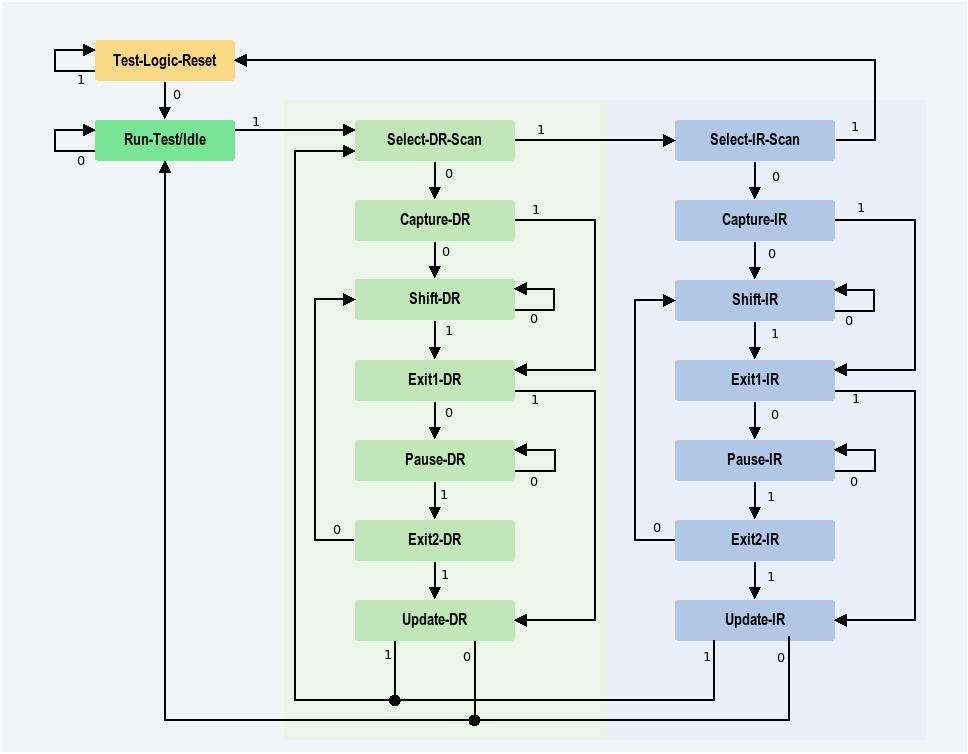 Test-Logic-Reset
1
0
Run-Test/Idle
0
1
Select-DR-Scan
1
Select-IR-Scan
1
0
0
Capture-DR
1
Capture-IR
1
0
0
Shift-DR
0
Shift-IR
0
1
1
Exit1-DR
1
Exit1-IR
1
0
0
Pause-DR
0
Pause-IR
0
1
1
0
Exit2-DR
0
Exit2-IR
1
1
Update-DR
Update-IR
1
0
1
0